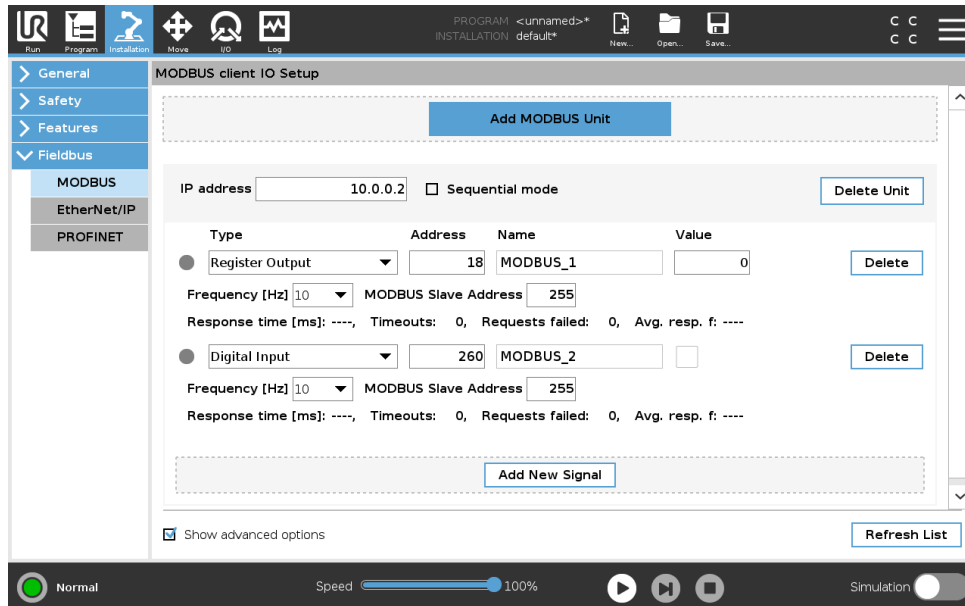 PROGRAM <unnamed>*
INSTALLATION default*
UR
Run
Program
Installation
Move
I/O
Log
New...
Open...
Save...
C C
C C
General
Safety
Features
Fieldbus
MODBUS
EtherNet/IP
PROFINET
MODBUS client IO Setup
Add MODBUS Unit
IP address 10.0.0.2 Sequential mode Delete Unit
Type Address Name Value
Register Output 18 MODBUS_1 0 Delete
Frequency [Hz] 10 MODBUS Slave Address 255
Response time [ms]: ----, Timeouts: 0, Requests failed: 0, Avg. resp. f: ----
Digital Input 260 MODBUS_2 Delete
Frequency [Hz] 10 MODBUS Slave Address 255
Response time [ms]: ----, Timeouts: 0, Requests failed: 0, Avg. resp. f: ----
Add New Signal
Show advanced options Refresh List
Normal Speed 100% Simulation